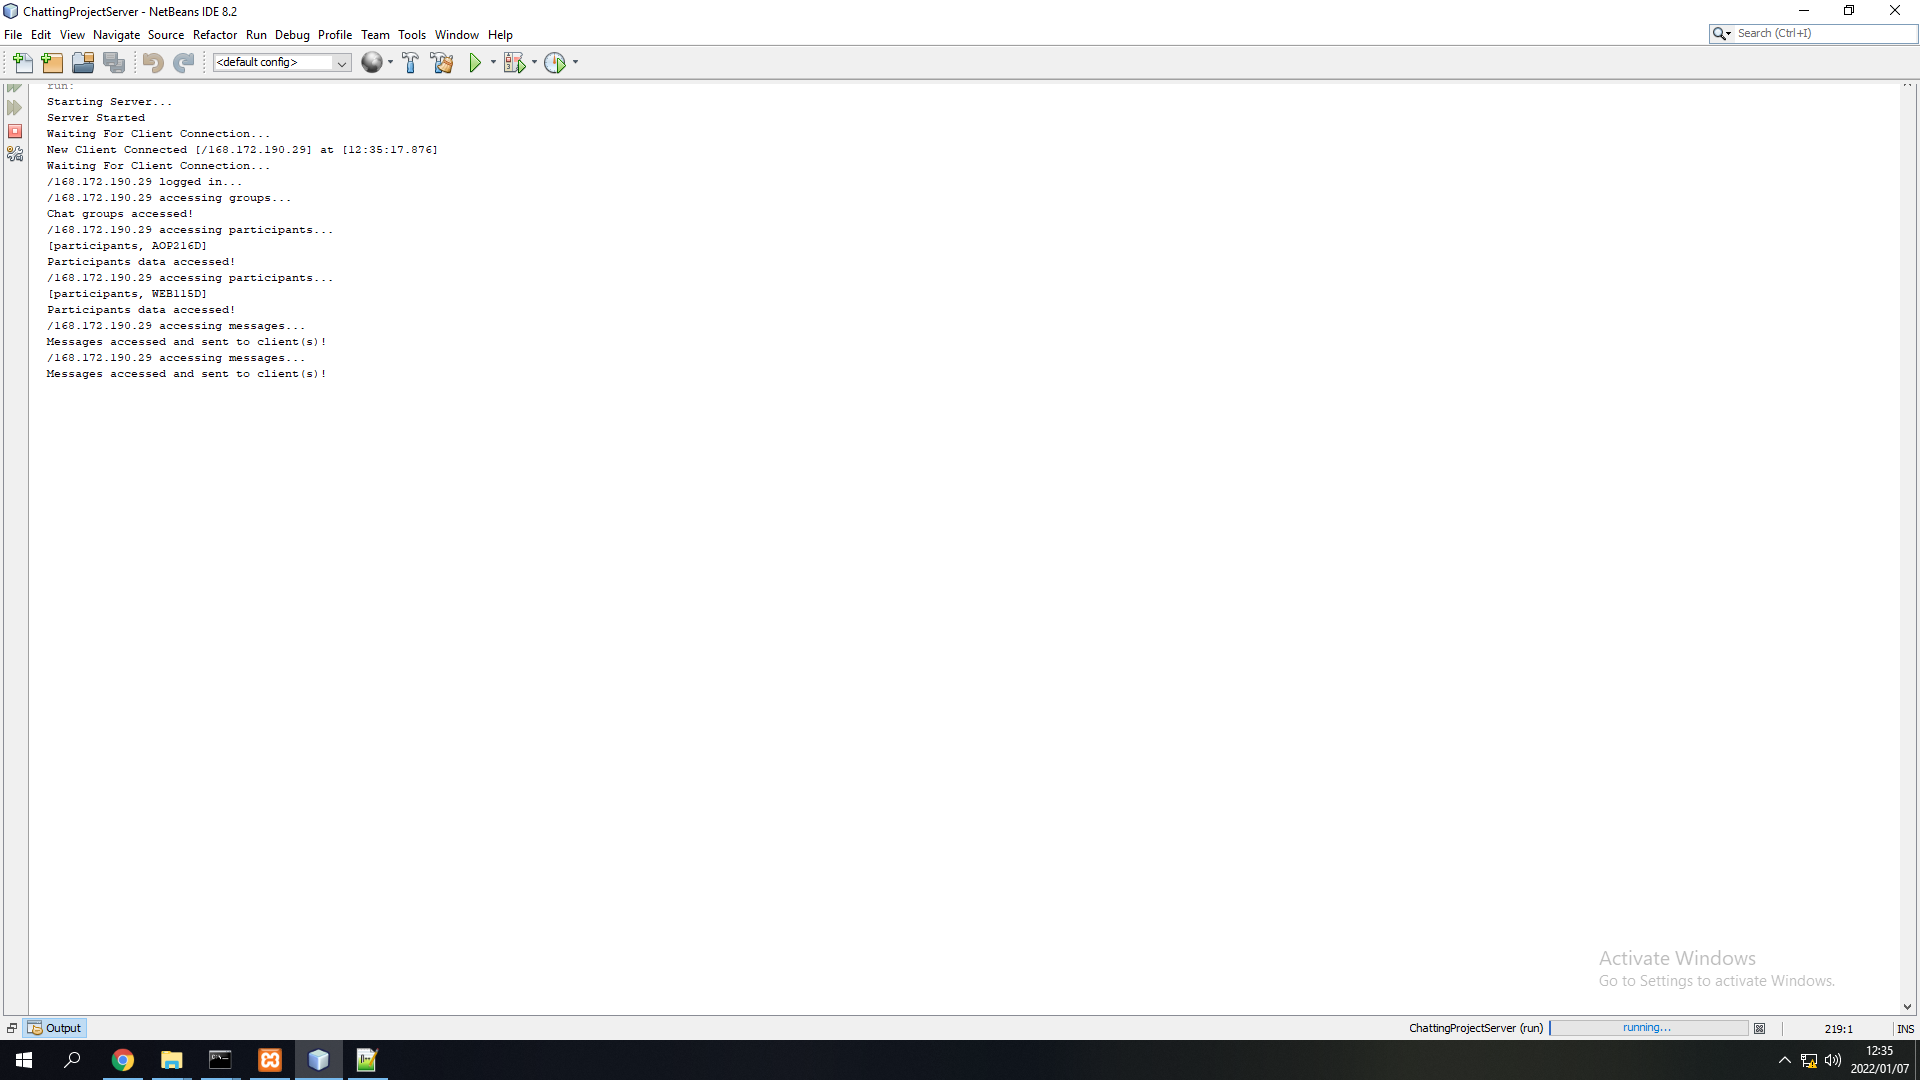 ChattingProjectServer - NetBeans IDE 8.2
File Edit View Navigate Source Refactor Run Debug Profile Team Tools Window Help
Search (Ctrl+I)
<default config>
run:
Starting Server...
Server Started
Waiting For Client Connection...
New Client Connected [/168.172.190.29] at [12:35:17.876]
Waiting For Client Connection...
/168.172.190.29 logged in...
/168.172.190.29 accessing groups...
Chat groups accessed!
/168.172.190.29 accessing participants...
[participants, AOP216D]
Participants data accessed!
/168.172.190.29 accessing participants...
[participants, WEB115D]
Participants data accessed!
/168.172.190.29 accessing messages...
Messages accessed and sent to client(s)!
/168.172.190.29 accessing messages...
Messages accessed and sent to client(s)!
Activate Windows
Go to Settings to activate Windows.
Output
ChattingProjectServer (run)
running...
219:1
INS
12:35
2022/01/07